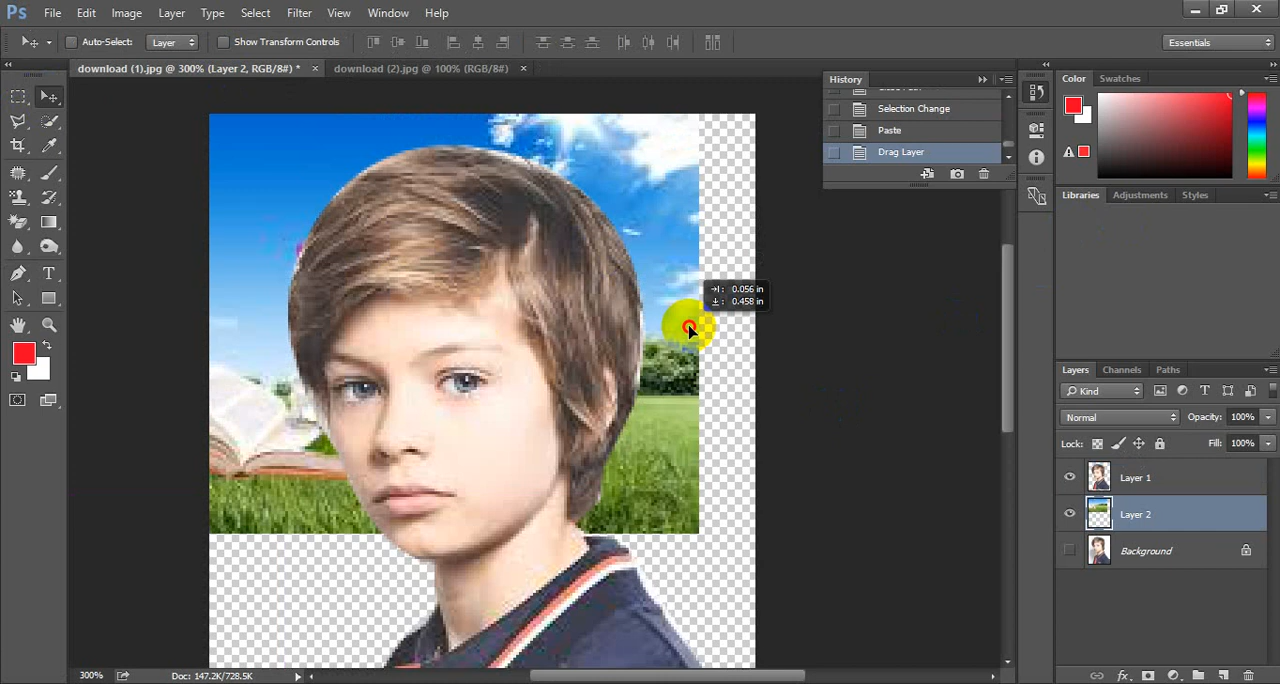 Ps File Edit Image Layer Type Select Filter View Window Help
Auto-Select: Layer Show Transform Controls Essentials
download (1).jpg @ 300% (Layer 2, RGB/8#) * × download (2).jpg @ 100% (RGB/8#) ×
History
Selection Change
Paste
Drag Layer
Color Swatches
Libraries Adjustments Styles
0.056 in
0.458 in
T
Layers Channels Paths
Kind T
Normal Opacity: 100%
Lock: Fill: 100%
Layer 1
Layer 2
Background
300% Doc: 147.2K/728.5K
fx